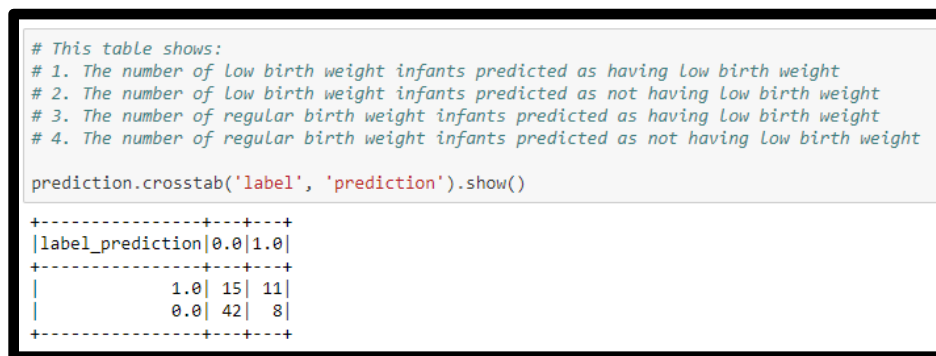 # This table shows:
# 1. The number of low birth weight infants predicted as having low birth weight
# 2. The number of low birth weight infants predicted as not having low birth weight
# 3. The number of regular birth weight infants predicted as having low birth weight
# 4. The number of regular birth weight infants predicted as not having low birth weight
prediction.crosstab('label', 'prediction').show()
+----------------+---+---+
|label_prediction|0.0|1.0|
+----------------+---+---+
|             1.0| 15| 11|
|             0.0| 42|  8|
+----------------+---+---+